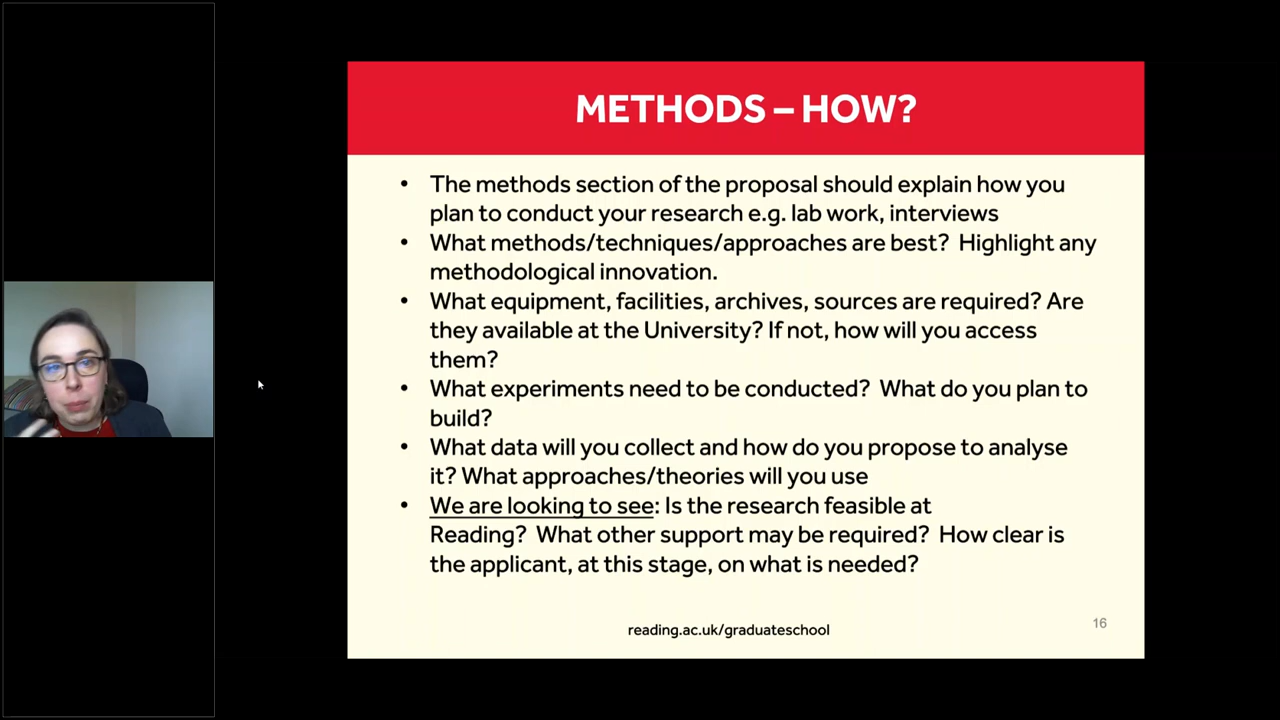 METHODS – HOW?
• The methods section of the proposal should explain how you
plan to conduct your research e.g. lab work, interviews
• What methods/techniques/approaches are best?  Highlight any
methodological innovation.
• What equipment, facilities, archives, sources are required? Are
they available at the University? If not, how will you access
them?
• What experiments need to be conducted?  What do you plan to
build?
• What data will you collect and how do you propose to analyse
it? What approaches/theories will you use
• We are looking to see: Is the research feasible at
Reading?  What other support may be required?  How clear is
the applicant, at this stage, on what is needed?
reading.ac.uk/graduateschool
16